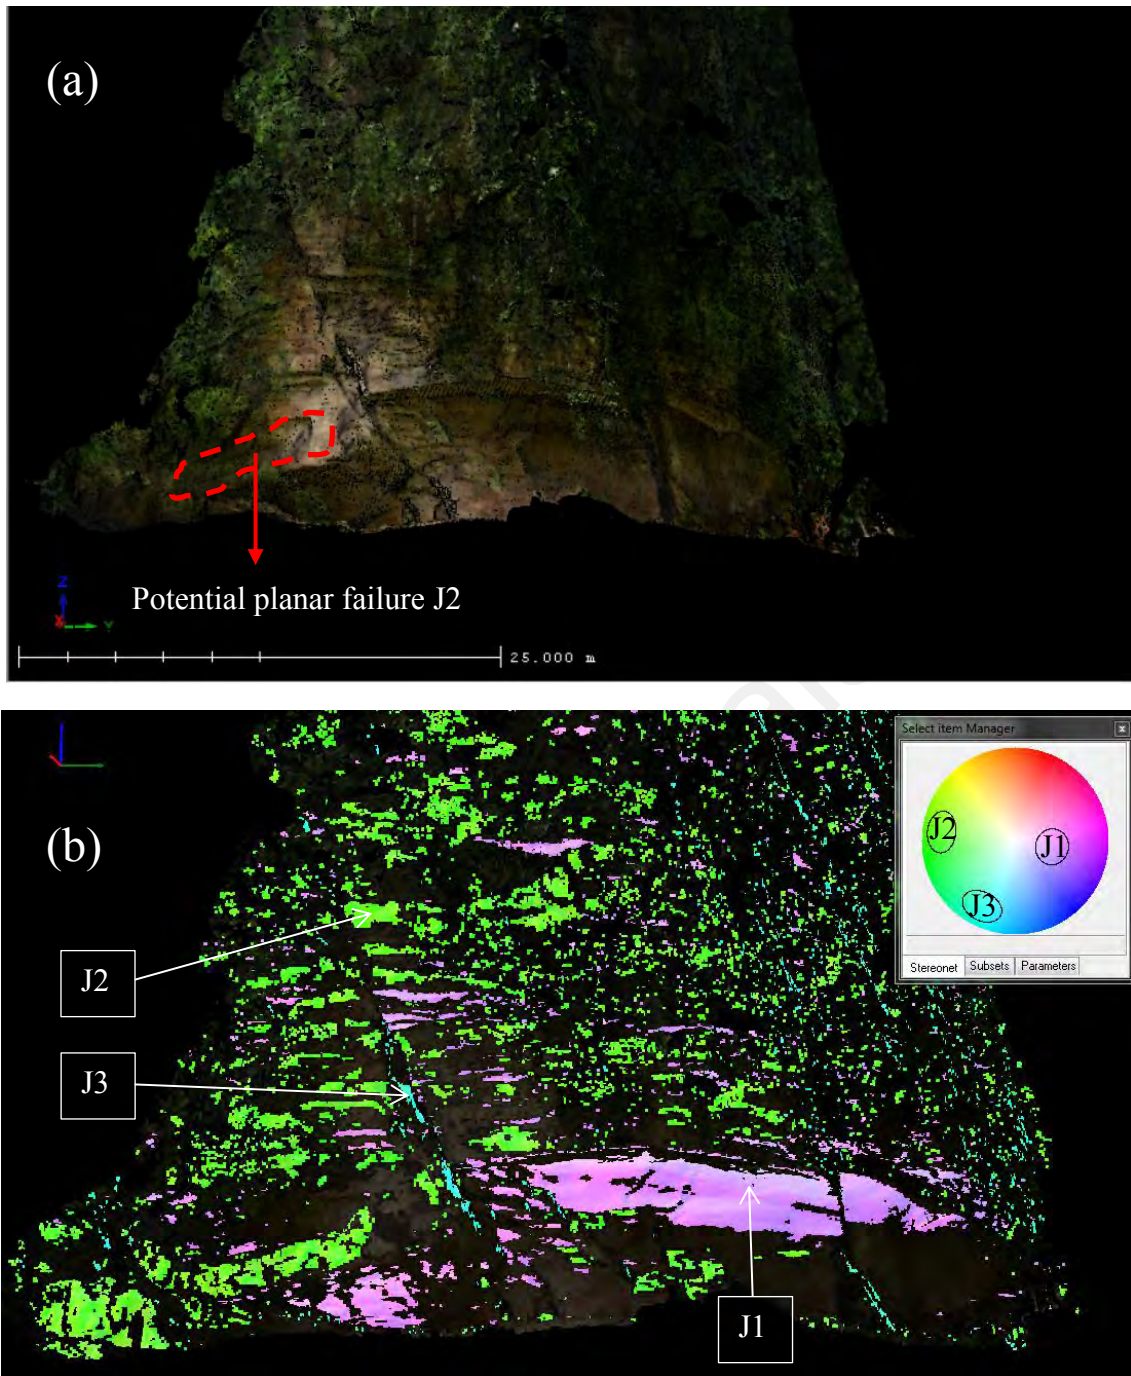 (a)
Potential planar failure J2
Z
X
Y
25.000 m
(b)
Select item Manager
x
J2
J1
J3
Stereonet
Subsets
Parameters
J2
J3
J1